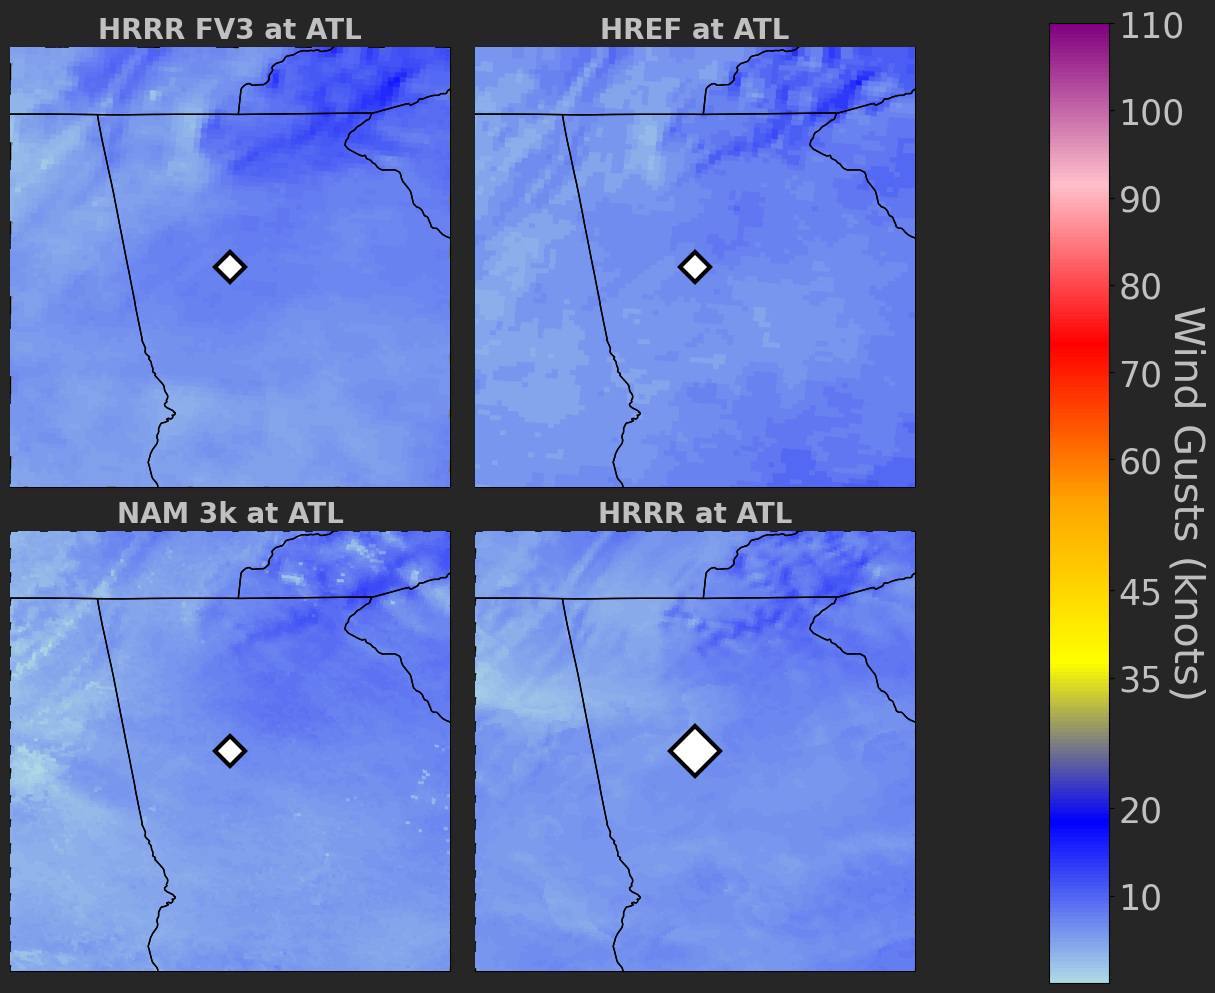 HRRR FV3 at ATL
HREF at ATL
NAM 3k at ATL
HRRR at ATL
110
100
90
80
70
60
45
35
20
10
Wind Gusts (knots)